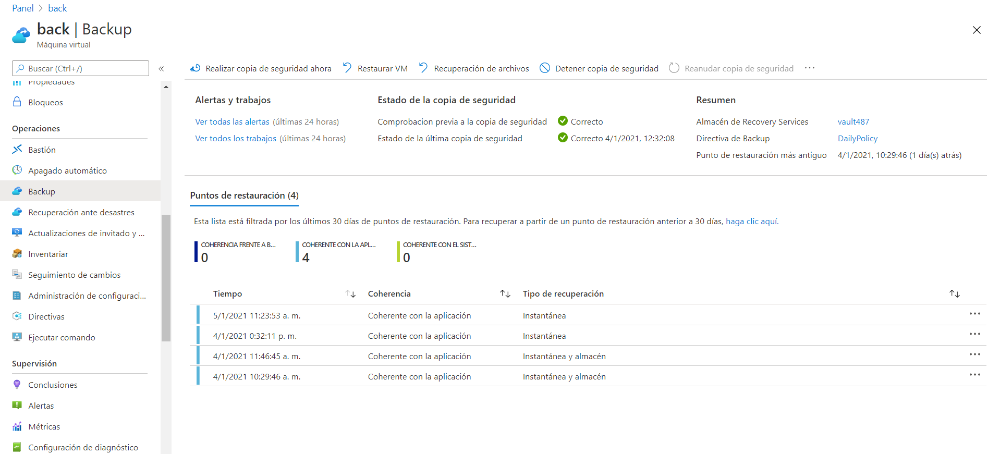 Panel > back
back | Backup
Máquina virtual
Buscar (Ctrl+/)
«
Propiedades
Bloqueos
Operaciones
Bastión
Apagado automático
Backup
Recuperación ante desastres
Actualizaciones de invitado y ...
Inventariar
Seguimiento de cambios
Administración de configuraci...
Directivas
Ejecutar comando
Supervisión
Conclusiones
Alertas
Métricas
Configuración de diagnóstico
Realizar copia de seguridad ahora Restaurar VM Recuperación de archivos Detener copia de seguridad Reanudar copia de seguridad ...
Alertas y trabajos
Ver todas las alertas (últimas 24 horas)
Ver todos los trabajos (últimas 24 horas)
Estado de la copia de seguridad
Comprobacion previa a la copia de seguridad Correcto
Estado de la última copia de seguridad Correcto 4/1/2021, 12:32:08
Resumen
Almacén de Recovery Services vault487
Directiva de Backup DailyPolicy
Punto de restauración más antiguo 4/1/2021, 10:29:46 (1 día(s) atrás)
Puntos de restauración (4)
Esta lista está filtrada por los últimos 30 días de puntos de restauración. Para recuperar a partir de un punto de restauración anterior a 30 días, haga clic aquí.
COHERENCIA FRENTE A B... COHERENTE CON LA APL... COHERENTE CON EL SIST...
0 4 0
Tiempo Coherencia Tipo de recuperación
5/1/2021 11:23:53 a. m. Coherente con la aplicación Instantánea ...
4/1/2021 0:32:11 p. m. Coherente con la aplicación Instantánea ...
4/1/2021 11:46:45 a. m. Coherente con la aplicación Instantánea y almacén ...
4/1/2021 10:29:46 a. m. Coherente con la aplicación Instantánea y almacén ...